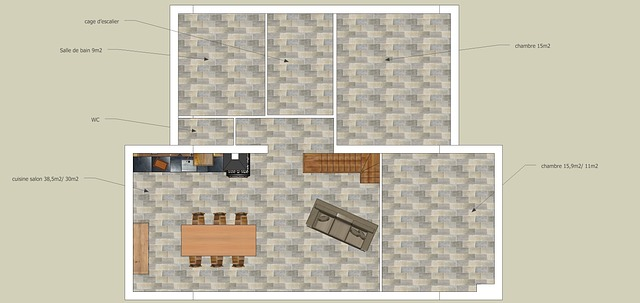 cage d'escalier
Salle de bain 9m2
chambre 15m2
WC
cuisine salon 38,5m2/ 30m2
chambre 15,9m2/ 11m2